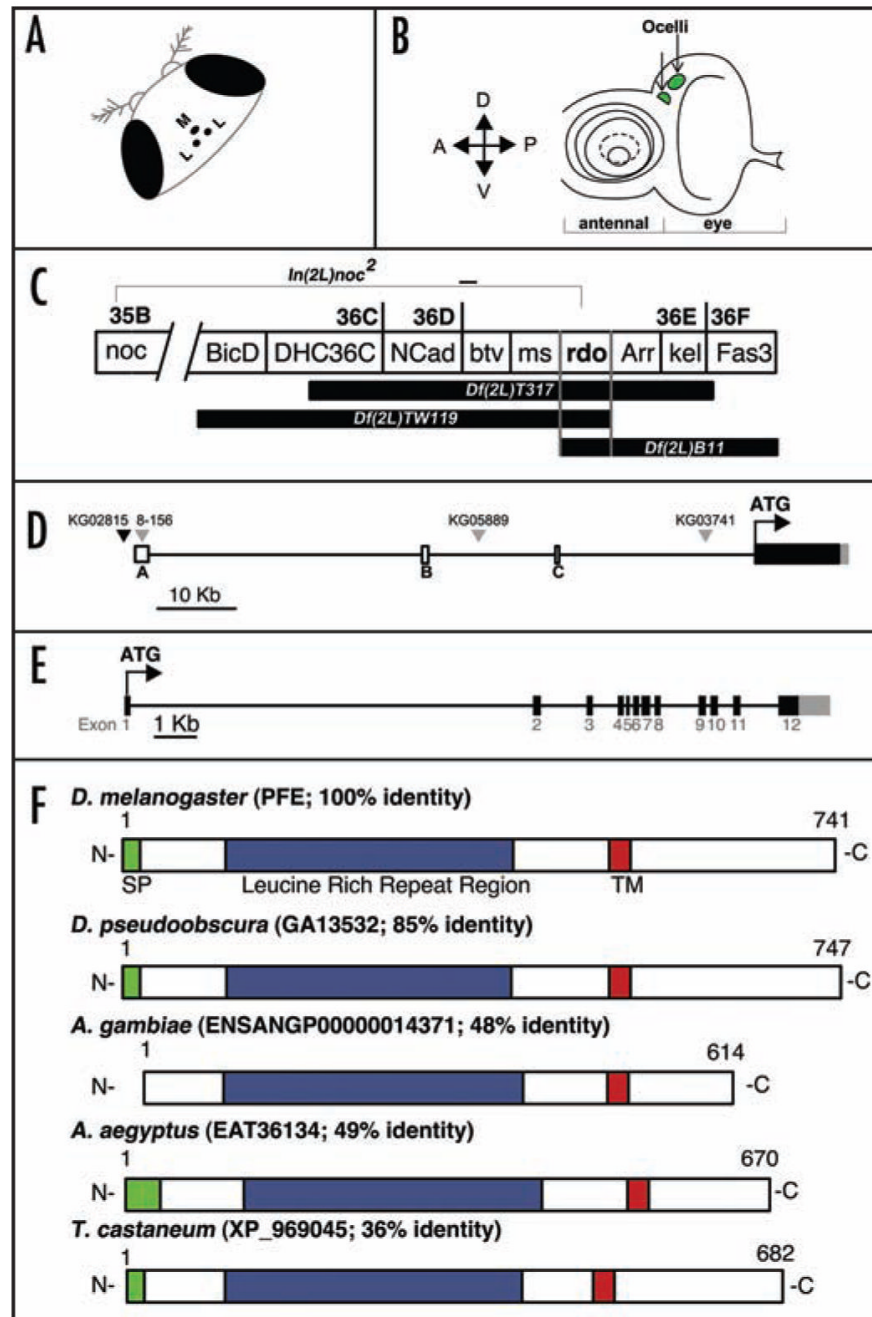 A
M
L
L
B
Ocelli
D
A P
V
antennal eye
C
In(2L)noc²
35B 36C 36D 36E 36F
noc BicD DHC36C NCad btv ms rdo Arr kel Fas3
Df(2L)T317
Df(2L)TW119
Df(2L)B11
D
KG02815 8-156 KG05889 KG03741 ATG
A B C
10 Kb
E
ATG
Exon 1 1 Kb 2 3 4 5 6 7 8 9 10 11 12
F
D. melanogaster (PFE; 100% identity)
1 741
N- -C
SP Leucine Rich Repeat Region TM
D. pseudoobscura (GA13532; 85% identity)
1 747
N- -C
A. gambiae (ENSANGP00000014371; 48% identity)
1 614
N- -C
A. aegyptus (EAT36134; 49% identity)
1 670
N- -C
T. castaneum (XP_969045; 36% identity)
1 682
N- -C